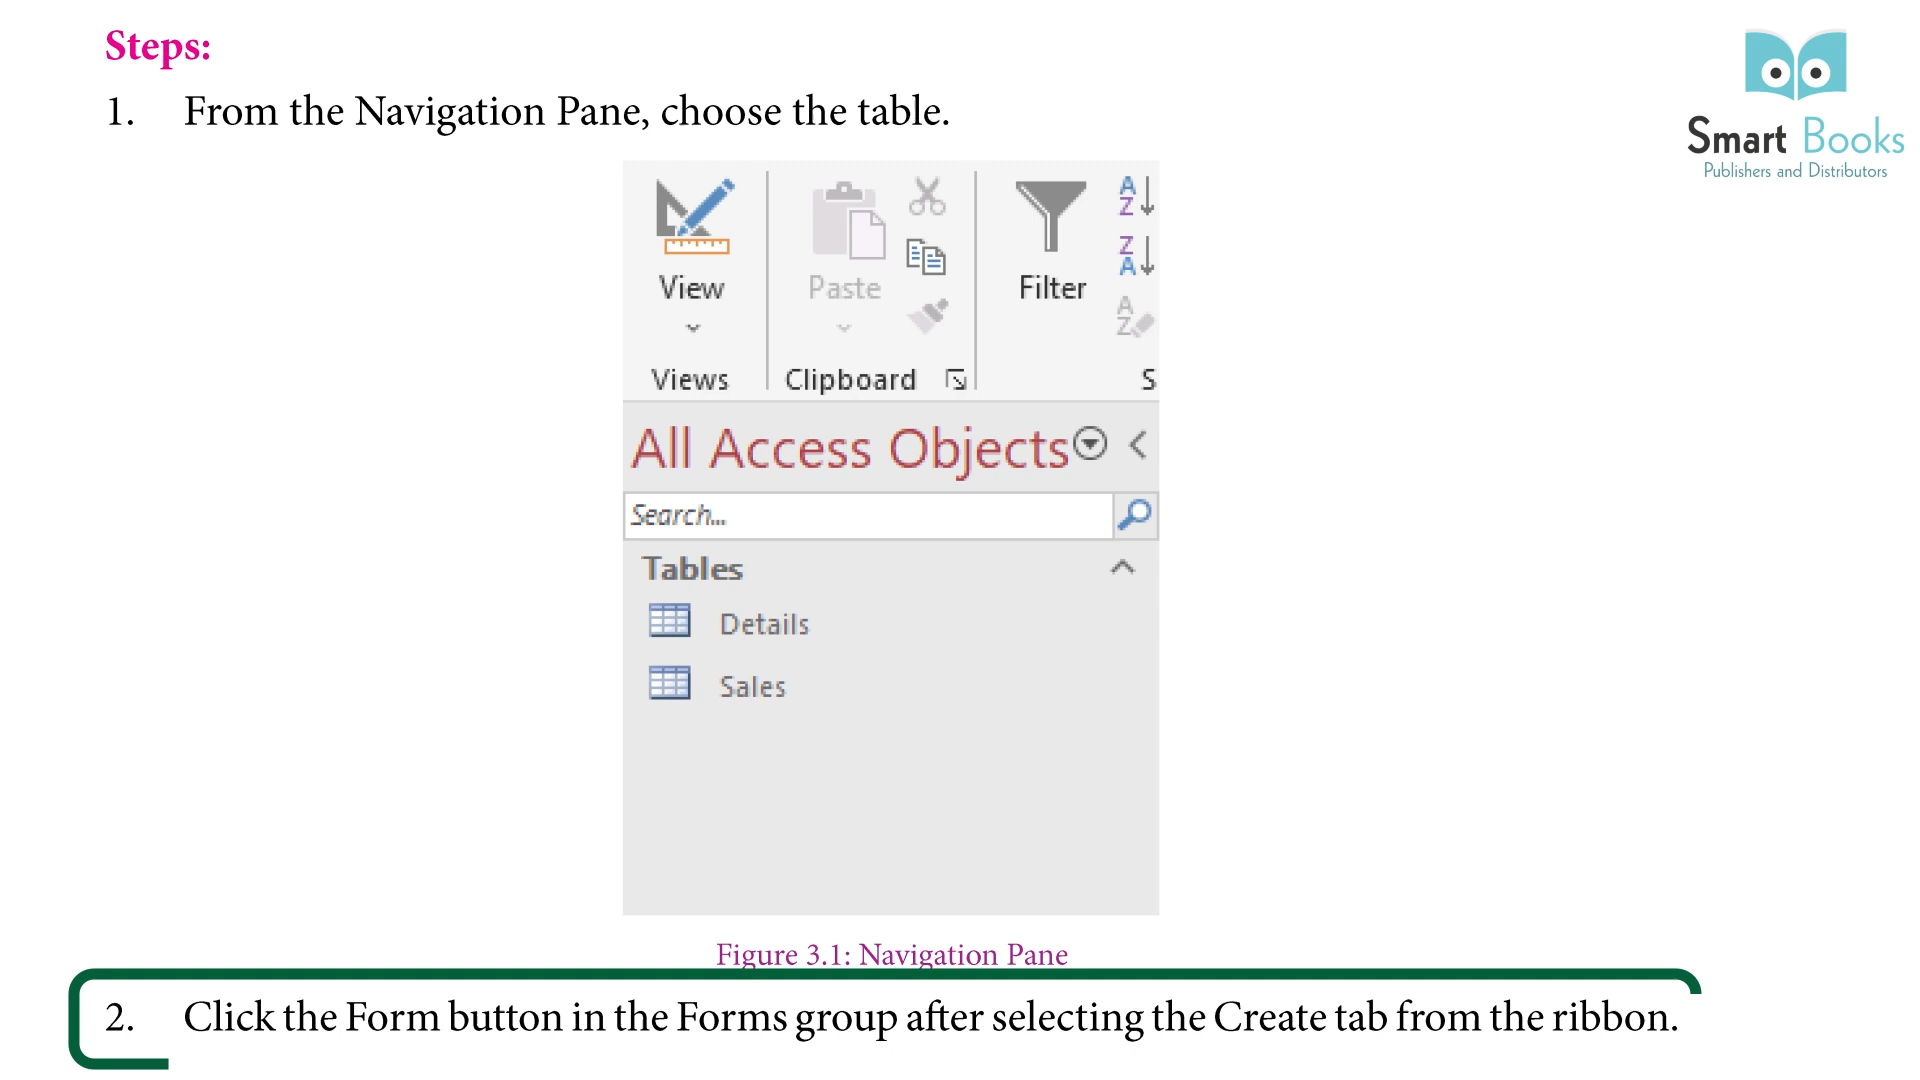 Steps:
1. From the Navigation Pane, choose the table.
Smart Books
Publishers and Distributors
View
Paste
Filter
A
Z
Z
A
A
Z
Views
Clipboard
S
All Access Objects
Search...
Tables
Details
Sales
Figure 3.1: Navigation Pane
2. Click the Form button in the Forms group after selecting the Create tab from the ribbon.